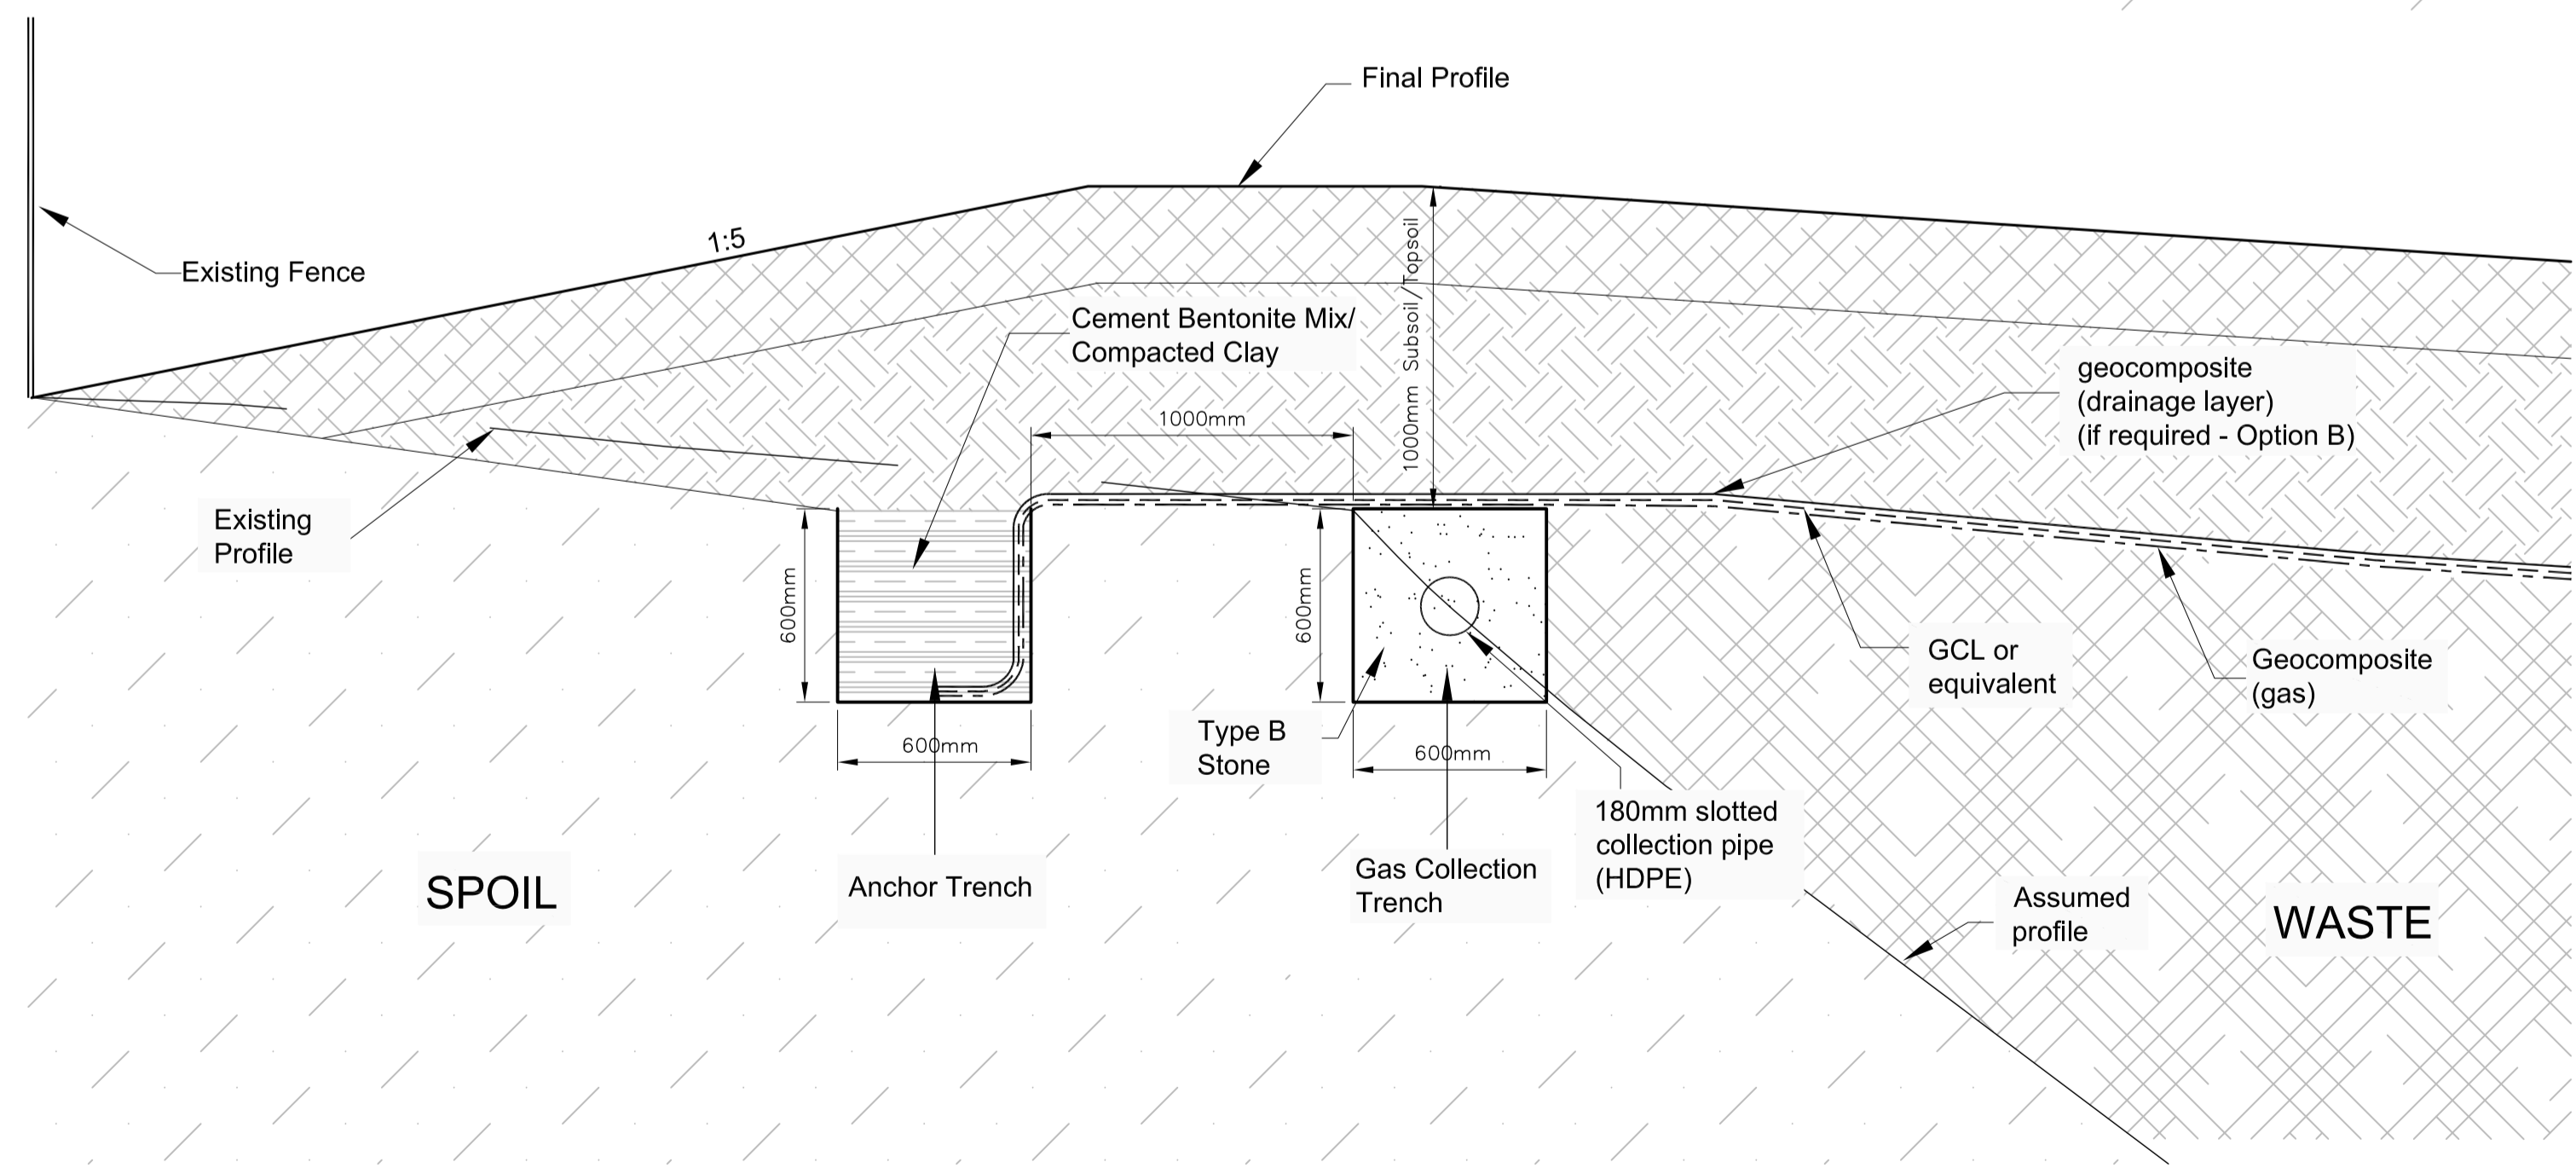 Final Profile
1:5
Existing Fence
1000mm Subsoil/Topsoil
Cement Bentonite Mix/
Compacted Clay
geocomposite
(drainage layer)
(if required - Option B)
1000mm
Existing
Profile
600mm
600mm
GCL or
equivalent
Geocomposite
(gas)
600mm
Type B
Stone
600mm
180mm slotted
collection pipe
(HDPE)
SPOIL
Anchor Trench
Gas Collection
Trench
Assumed
profile
WASTE